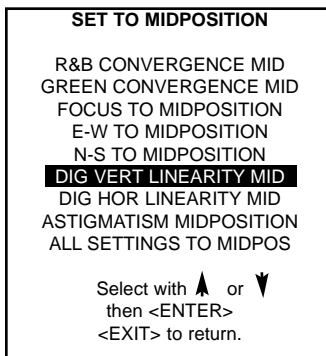 SET TO MIDPOSITION
R&B CONVERGENCE MID
GREEN CONVERGENCE MID
FOCUS TO MIDPOSITION
E-W TO MIDPOSITION
N-S TO MIDPOSITION
DIG VERT LINEARITY MID
DIG HOR LINEARITY MID
ASTIGMATISM MIDPOSITION
ALL SETTINGS TO MIDPOS
Select with or
then <ENTER>
<EXIT> to return.